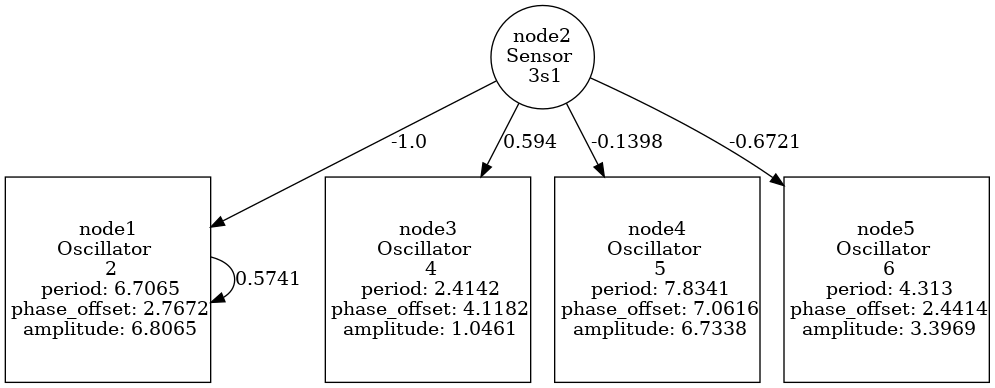 node2
Sensor
3s1
-1.0
0.594
-0.1398
-0.6721
node1
Oscillator
2
period: 6.7065
phase_offset: 2.7672
amplitude: 6.8065
0.5741
node3
Oscillator
4
period: 2.4142
phase_offset: 4.1182
amplitude: 1.0461
node4
Oscillator
5
period: 7.8341
phase_offset: 7.0616
amplitude: 6.7338
node5
Oscillator
6
period: 4.313
phase_offset: 2.4414
amplitude: 3.3969